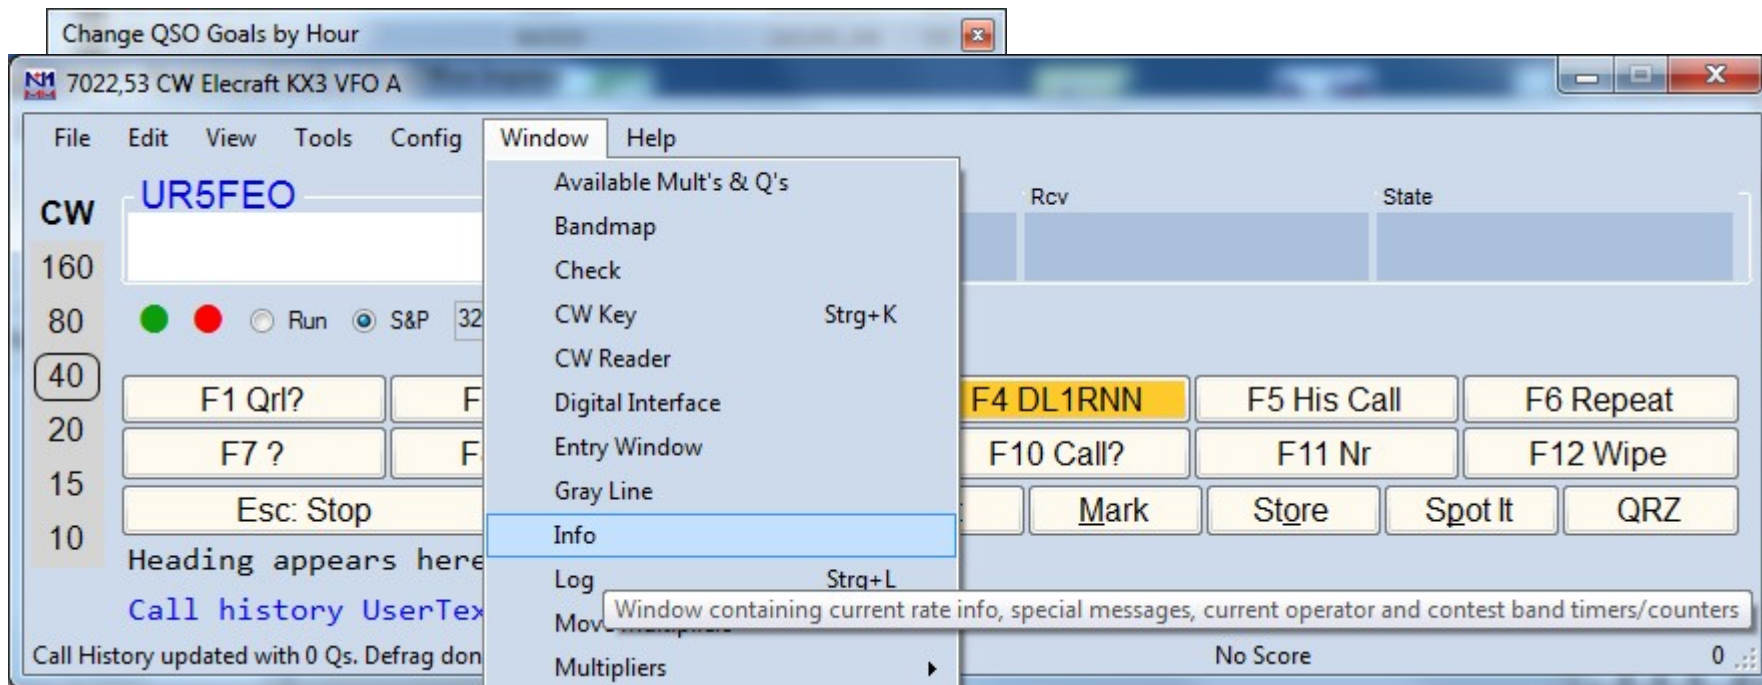 Change QSO Goals by Hour
7022,53 CW Elecraft KX3 VFO A
File Edit View Tools Config Window Help
Available Mult's & Q's
Bandmap
Check
CW Key Strg+K
CW Reader
Digital Interface
Entry Window
Gray Line
Info
Log Strg+L
Multipliers
Window containing current rate info, special messages, current operator and contest band timers/counters
UR5FEO Rcv State
CW
160
80
40
20
15
10
Run S&P 32
F1 Qrl? F F4 DL1RNN F5 His Call F6 Repeat
F7 ? F F10 Call? F11 Nr F12 Wipe
Esc: Stop Mark Store Spot It QRZ
Heading appears here
Call history UserTex
Call History updated with 0 Qs. Defrag don No Score 0